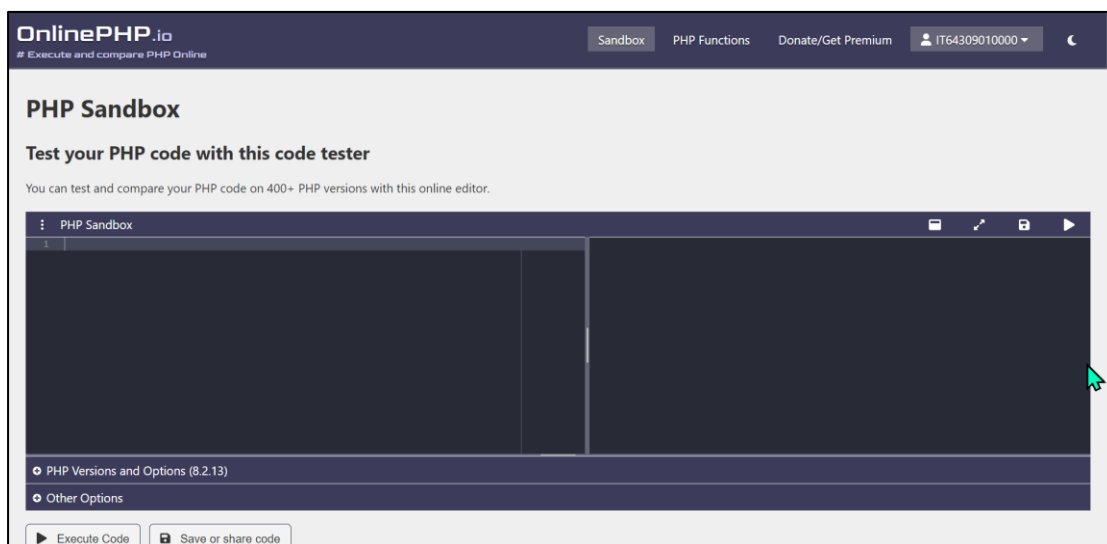 OnlinePHP.io
# Execute and compare PHP Online
Sandbox PHP Functions Donate/Get Premium IT64309010000
PHP Sandbox
Test your PHP code with this code tester
You can test and compare your PHP code on 400+ PHP versions with this online editor.
PHP Sandbox
1
PHP Versions and Options (8.2.13)
Other Options
Execute Code Save or share code